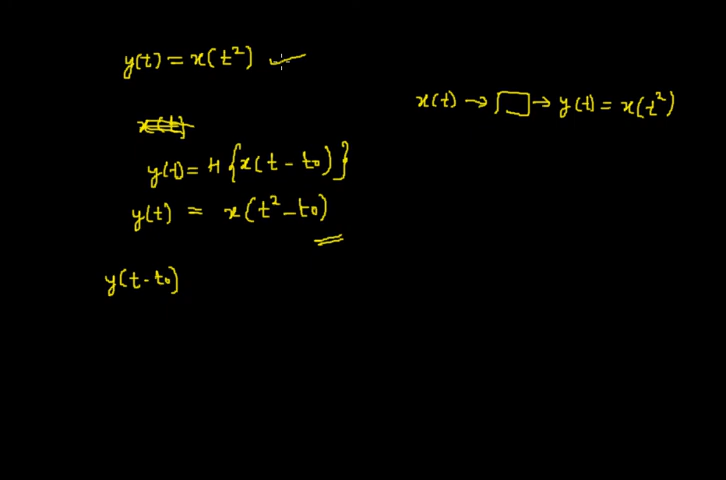 y(t) = x(t²)
x(t) → □ → y(t) = x(t²)
x(t)
y(t) = H{x(t - t₀)}
y(t) = x(t² - t₀)
y(t - t₀)